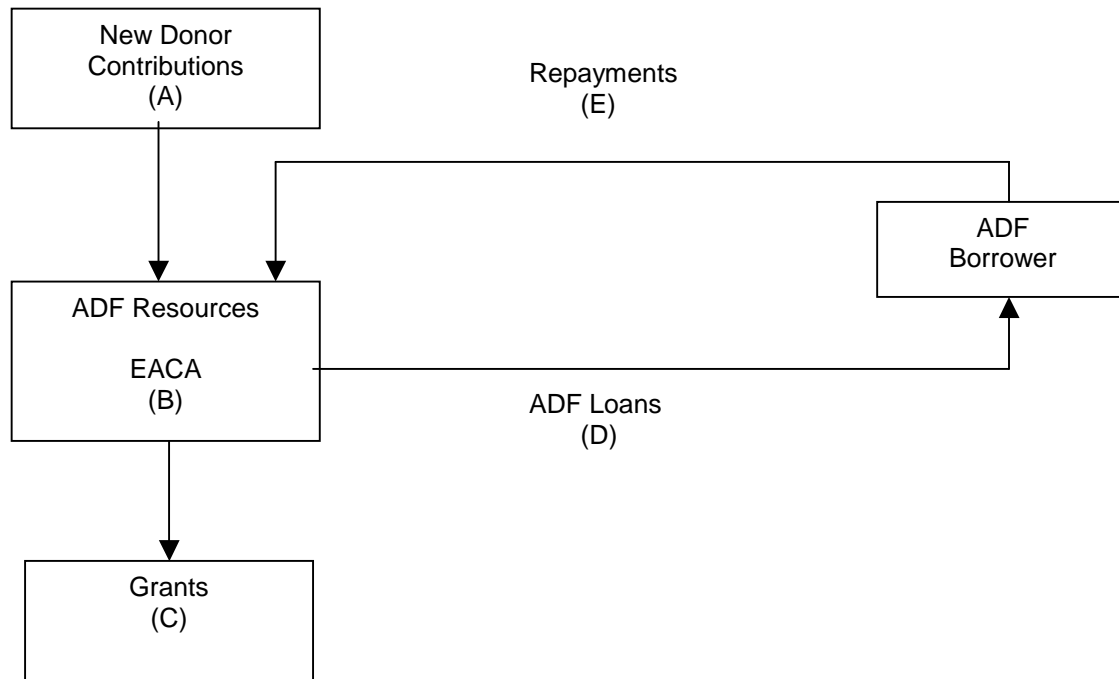 New Donor
Contributions
(A)
Repayments
(E)
ADF
Borrower
ADF Resources
EACA
(B)
ADF Loans
(D)
Grants
(C)